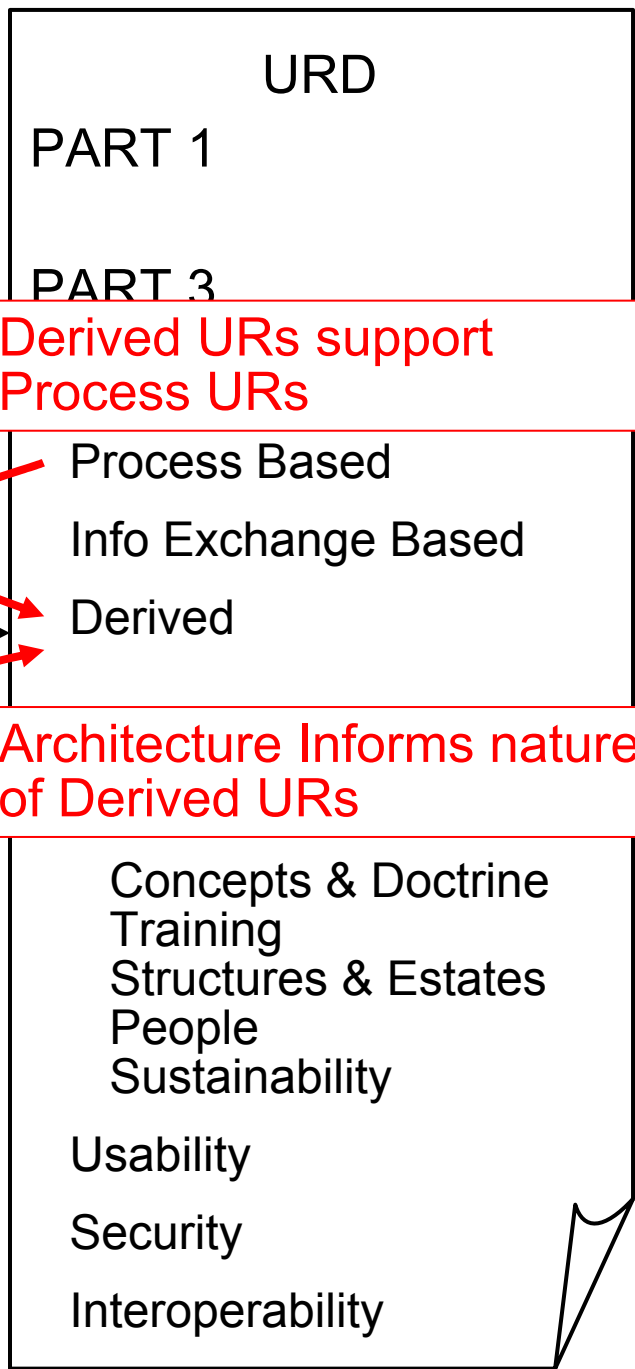 URD
PART 1
PART 3
Derived URs support
Process URs
Process Based
Info Exchange Based
Derived
Architecture Informs nature
of Derived URs
Concepts & Doctrine
Training
Structures & Estates
People
Sustainability
Usability
Security
Interoperability